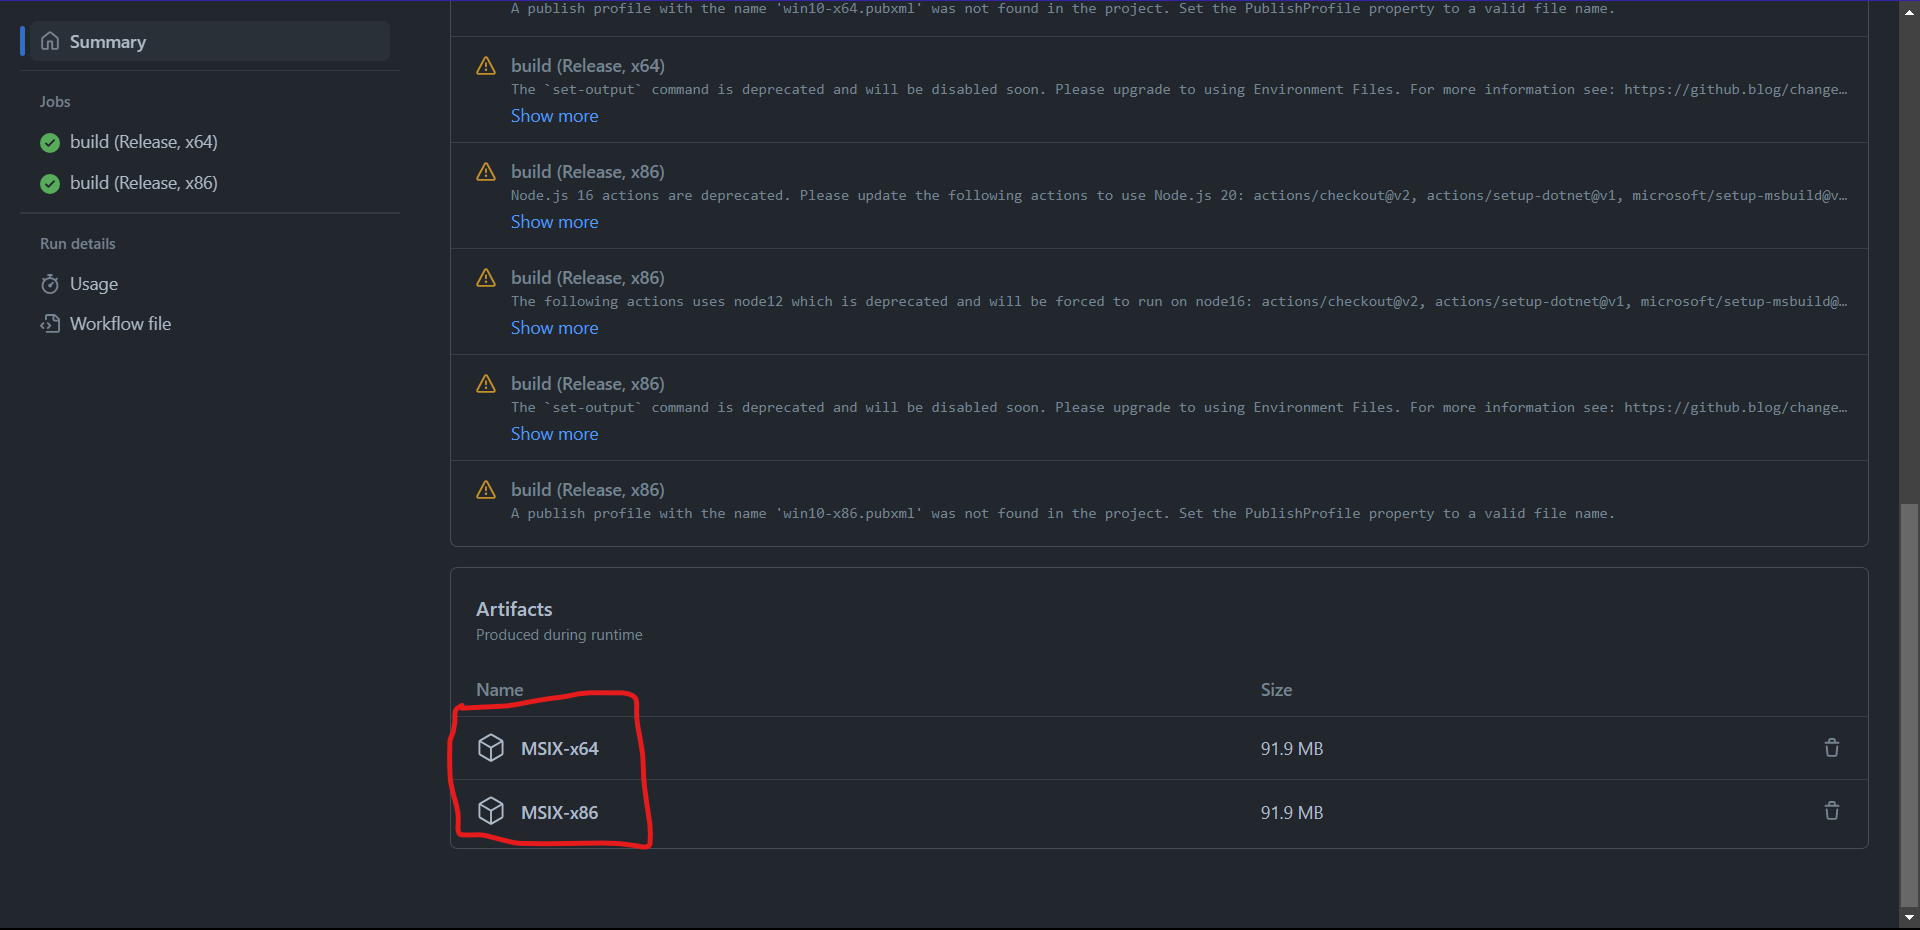 Summary
Jobs
build (Release, x64)
build (Release, x86)
Run details
Usage
Workflow file
A publish profile with the name 'win10-x64.pubxml' was not found in the project. Set the PublishProfile property to a valid file name.
build (Release, x64)
The `set-output` command is deprecated and will be disabled soon. Please upgrade to using Environment Files. For more information see: https://github.blog/change…
Show more
build (Release, x86)
Node.js 16 actions are deprecated. Please update the following actions to use Node.js 20: actions/checkout@v2, actions/setup-dotnet@v1, microsoft/setup-msbuild@v…
Show more
build (Release, x86)
The following actions uses node12 which is deprecated and will be forced to run on node16: actions/checkout@v2, actions/setup-dotnet@v1, microsoft/setup-msbuild@…
Show more
build (Release, x86)
The `set-output` command is deprecated and will be disabled soon. Please upgrade to using Environment Files. For more information see: https://github.blog/change…
Show more
build (Release, x86)
A publish profile with the name 'win10-x86.pubxml' was not found in the project. Set the PublishProfile property to a valid file name.
Artifacts
Produced during runtime
Name Size
MSIX-x64 91.9 MB
MSIX-x86 91.9 MB